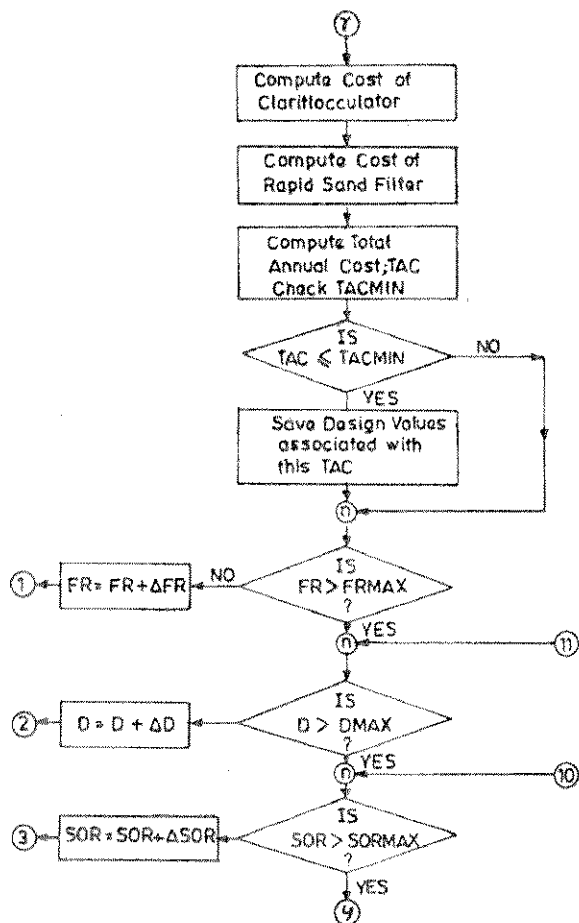 γ
Compute Cost of
Clariflocculator
Compute Cost of
Rapid Sand Filter
Compute Total
Annual Cost;TAC
Check TACMIN
IS
TAC ⩽ TACMIN
NO
YES
Save Design Values
associated with
this TAC
n
IS
FR > FRMAX
?
NO
FR = FR + ΔFR
1
YES
n
11
IS
D > DMAX
?
D = D + ΔD
2
YES
n
10
IS
SOR > SORMAX
?
SOR = SOR + ΔSOR
3
YES
4